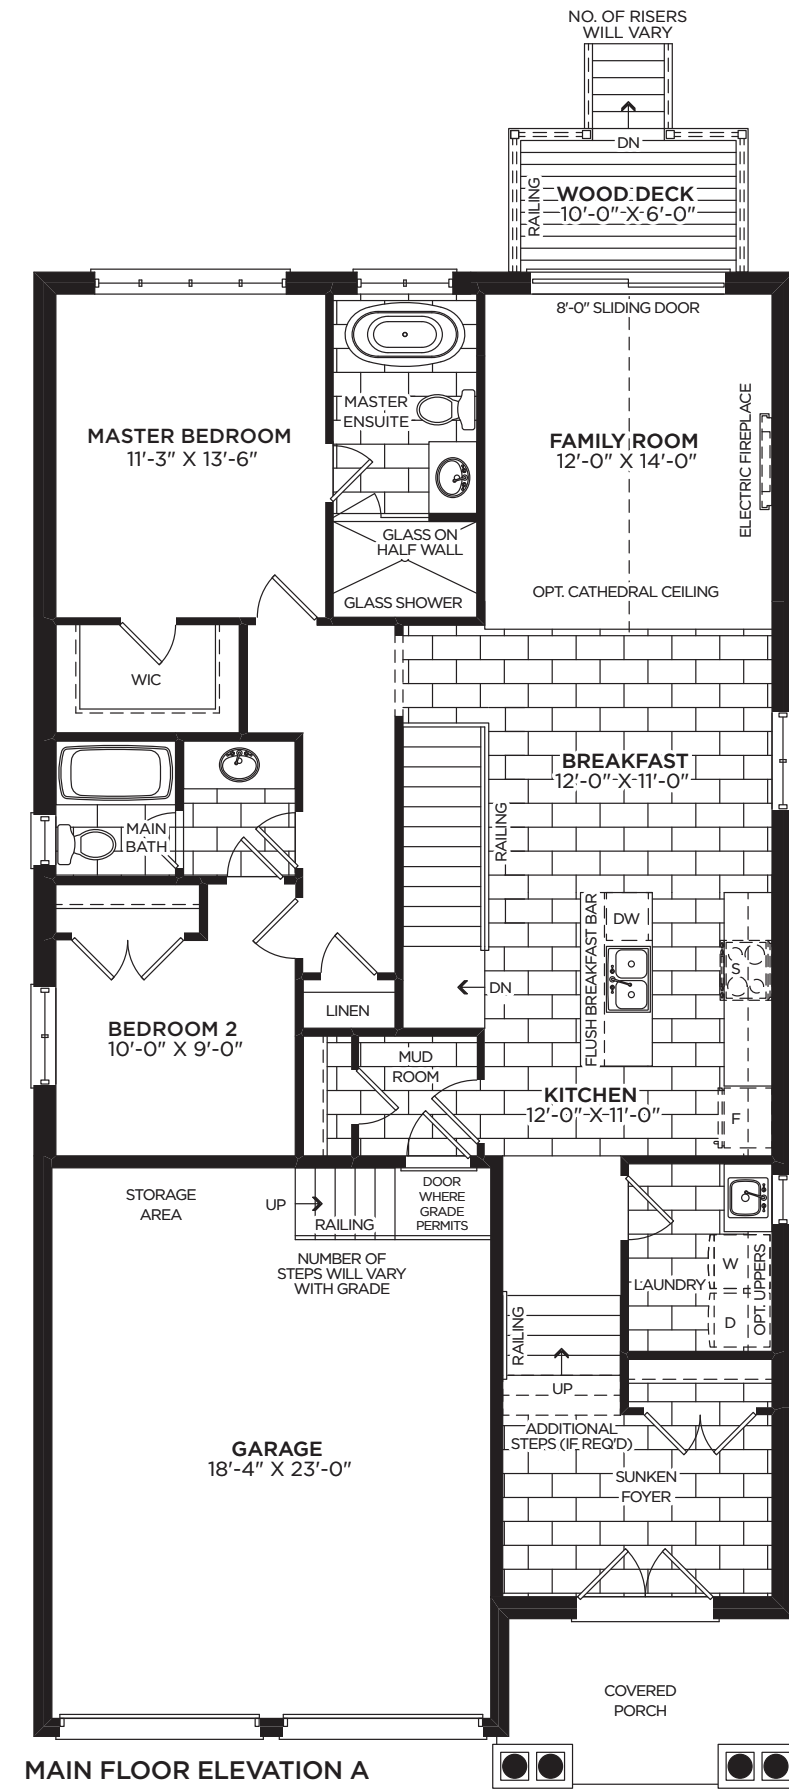 NO. OF RISERS
WILL VARY
DN
RAILING
WOOD DECK
10'-0" X 6'-0"
8'-0" SLIDING DOOR
MASTER BEDROOM
11'-3" X 13'-6"
MASTER
ENSUITE
FAMILY ROOM
12'-0" X 14'-0"
ELECTRIC FIREPLACE
GLASS ON
HALF WALL
GLASS SHOWER
OPT. CATHEDRAL CEILING
WIC
BREAKFAST
12'-0" X 11'-0"
RAILING
MAIN
BATH
FLUSH BREAKFAST BAR
DW
S
DN
LINEN
BEDROOM 2
10'-0" X 9'-0"
MUD
ROOM
KITCHEN
12'-0" X 11'-0"
F
STORAGE
AREA
UP
RAILING
DOOR
WHERE
GRADE
PERMITS
NUMBER OF
STEPS WILL VARY
WITH GRADE
LAUNDRY
W
D
OPT. UPPERS
RAILING
UP
ADDITIONAL
STEPS (IF REQ'D)
GARAGE
18'-4" X 23'-0"
SUNKEN
FOYER
COVERED
PORCH
MAIN FLOOR ELEVATION A